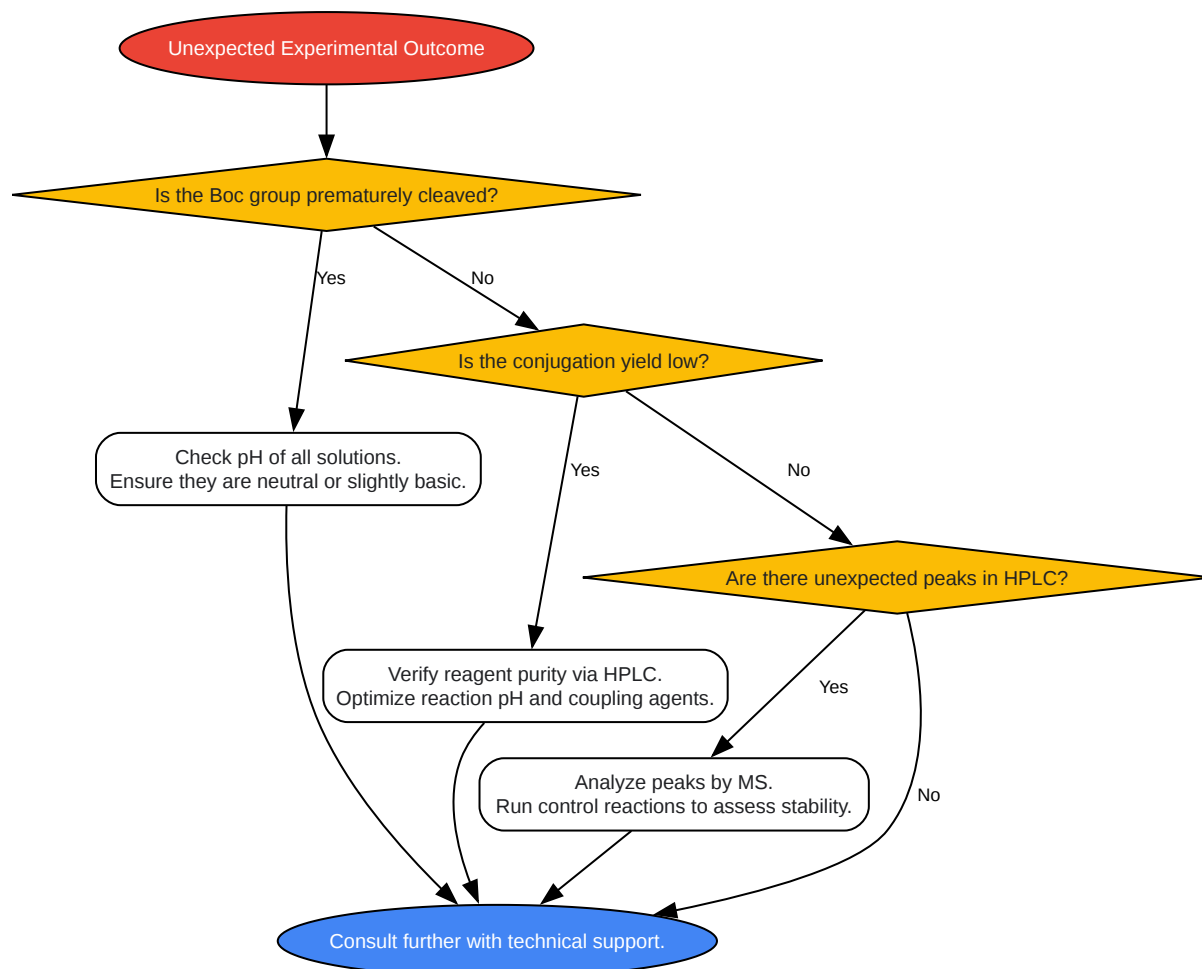 Unexpected Experimental Outcome
Is the Boc group prematurely cleaved?
Yes
No
Is the conjugation yield low?
Check pH of all solutions.
Ensure they are neutral or slightly basic.
Yes
No
Are there unexpected peaks in HPLC?
Verify reagent purity via HPLC.
Optimize reaction pH and coupling agents.
Yes
Analyze peaks by MS.
Run control reactions to assess stability.
No
Consult further with technical support.